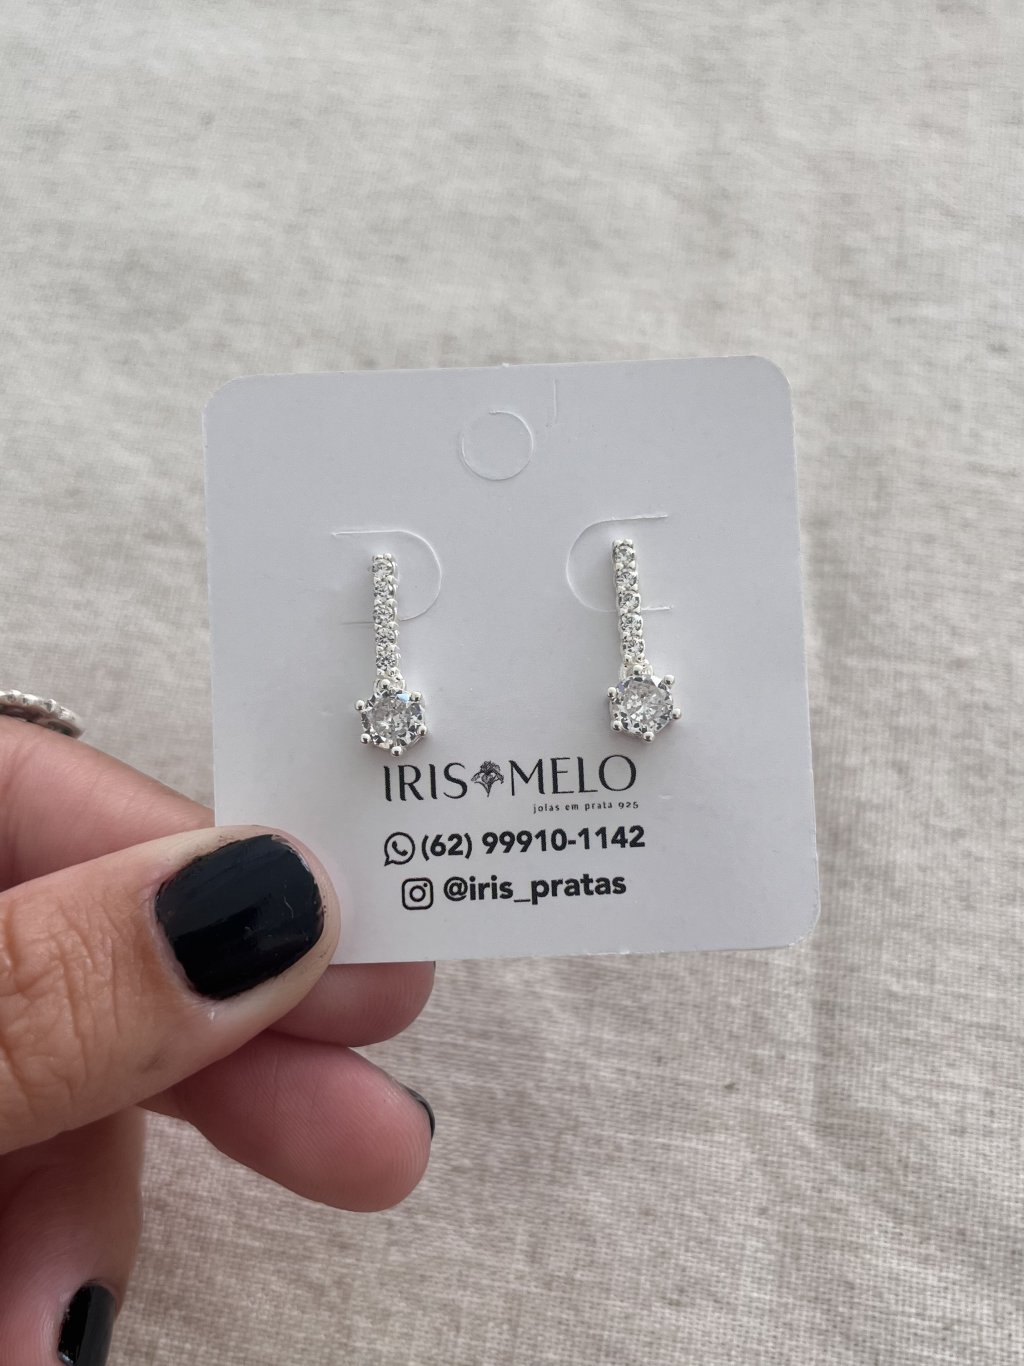 IRIS MELO
joias em prata 925
(62) 99910-1142
@iris_pratas